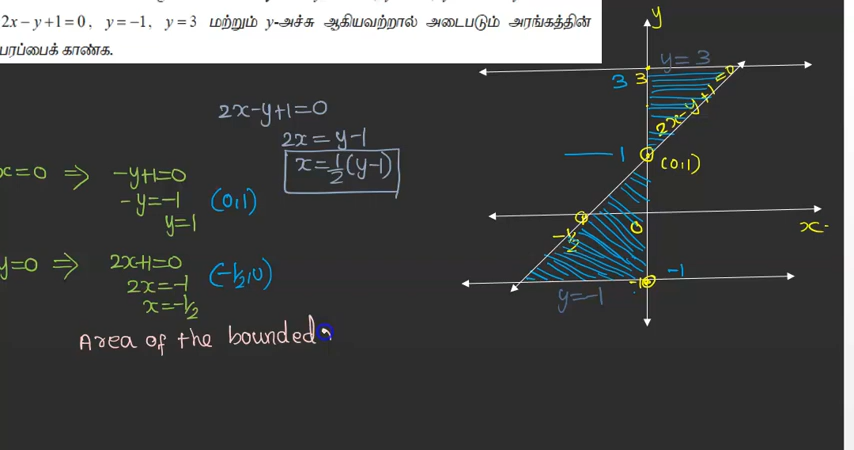 2x−y+1=0, y=−1, y=3 மற்றும் y-அச்சு ஆகியவற்றால் அடைபடும் அரங்கத்தின்
பரப்பைக் காண்க.
2x-y+1=0
2x = y-1
x=½(y-1)
x=0 ⇒ -y+1=0
-y=-1
y=1
(0,1)
y=0 ⇒ 2x+1=0
2x=-1
x=-½
(-½,0)
Area of the bounded
y
y=3
3 3
2x-y+1=0
1
(0,1)
0
-½
x
-1 -1
y=-1